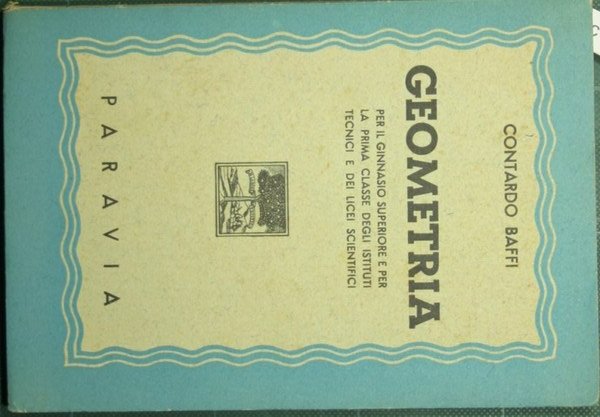 CONTARDO BAFFI
GEOMETRIA
PER IL GINNASIO SUPERIORE E PER
LA PRIMA CLASSE DEGLI ISTITUTI
TECNICI E DEI LICEI SCIENTIFICI
PARAVIA